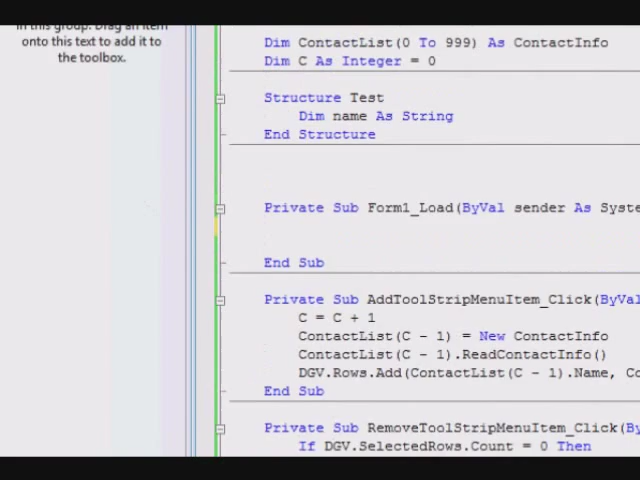 in this group. Drag an item
onto this text to add it to
the toolbox.
Dim ContactList(0 To 999) As ContactInfo
Dim C As Integer = 0
Structure Test
Dim name As String
End Structure
Private Sub Form1_Load(ByVal sender As Syste
End Sub
Private Sub AddToolStripMenuItem_Click(ByVal
C = C + 1
ContactList(C - 1) = New ContactInfo
ContactList(C - 1).ReadContactInfo()
DGV.Rows.Add(ContactList(C - 1).Name, Co
End Sub
Private Sub RemoveToolStripMenuItem_Click(By
If DGV.SelectedRows.Count = 0 Then